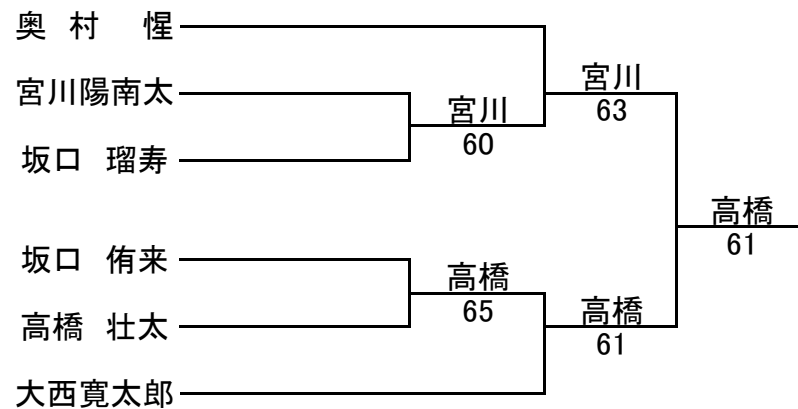 奥村 惺
宮川陽南太
坂口 瑠寿
坂口 侑来
高橋 壮太
大西寛太郎
宮川
60
高橋
65
宮川
63
高橋
61
高橋
61